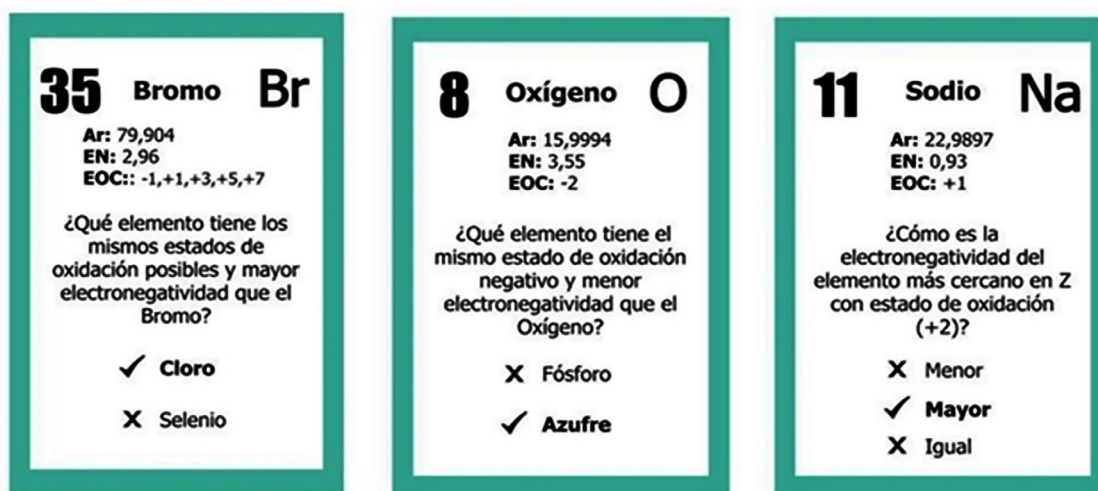 35 Bromo Br
Ar: 79,904
EN: 2,96
EOC:: -1,+1,+3,+5,+7
¿Qué elemento tiene los
mismos estados de
oxidación posibles y mayor
electronegatividad que el
Bromo?
✓ Cloro
X Selenio
8 Oxígeno O
Ar: 15,9994
EN: 3,55
EOC: -2
¿Qué elemento tiene el
mismo estado de oxidación
negativo y menor
electronegatividad que el
Oxígeno?
X Fósforo
✓ Azufre
11 Sodio Na
Ar: 22,9897
EN: 0,93
EOC: +1
¿Cómo es la
electronegatividad del
elemento más cercano en Z
con estado de oxidación
(+2)?
X Menor
✓ Mayor
X Igual